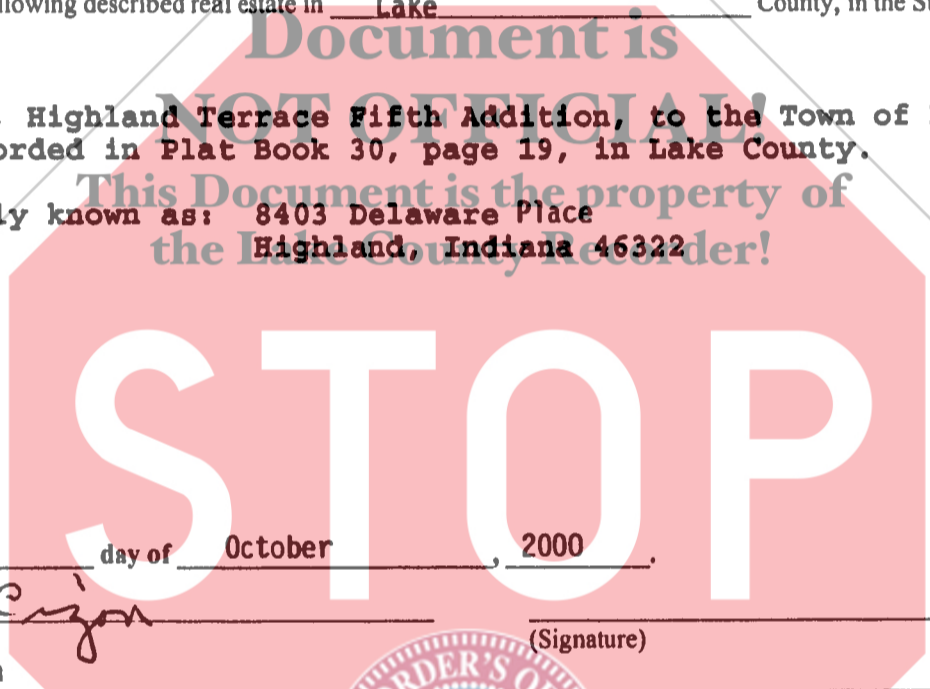 llowing described real estate in Lake County, in the S
Document is
NOT OFFICIAL!
Highland Terrace Fifth Addition, to the Town of
orded in Plat Book 30, page 19, in Lake County.
This Document is the property of
ly known as: 8403 Delaware Place
the Lake County Recorder!
Highland, Indiana 46322
STOP
day of October, 2000.
(Signature)
ORDER'S O